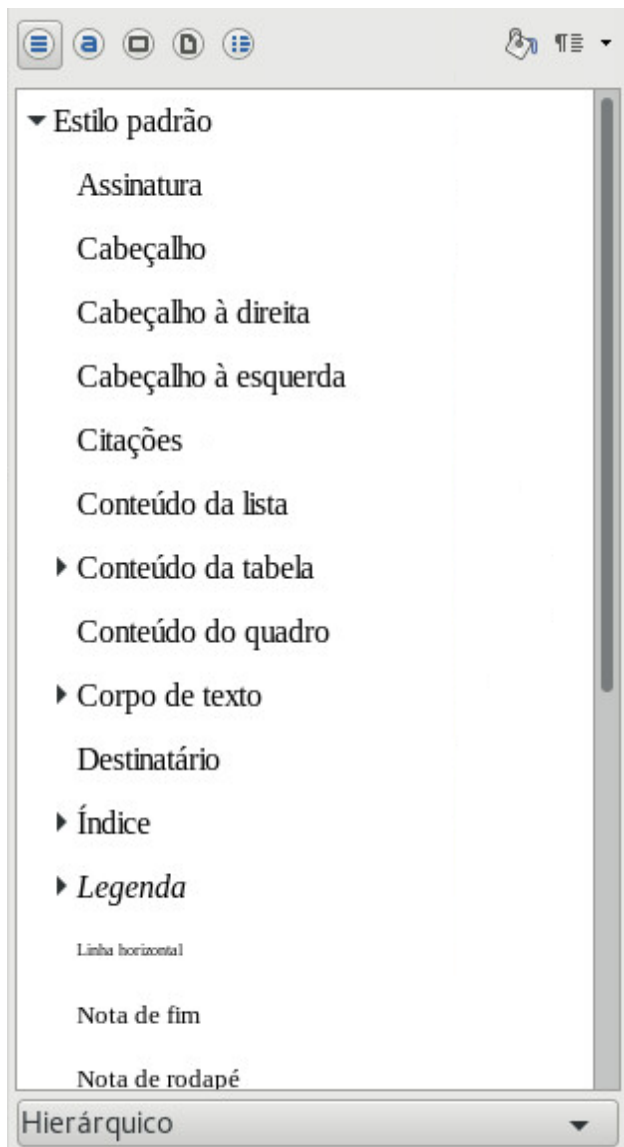 Estilo padrão
Assinatura
Cabeçalho
Cabeçalho à direita
Cabeçalho à esquerda
Citações
Conteúdo da lista
Conteúdo da tabela
Conteúdo do quadro
Corpo de texto
Destinatário
Índice
Legenda
Linha horizontal
Nota de fim
Nota de rodapé
Hierárquico